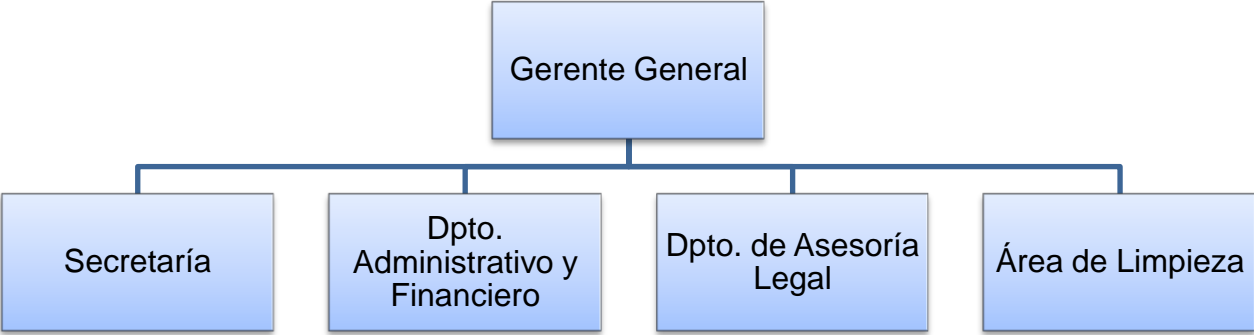 Gerente General
Secretaría
Dpto.
Administrativo y
Financiero
Dpto. de Asesoría
Legal
Área de Limpieza